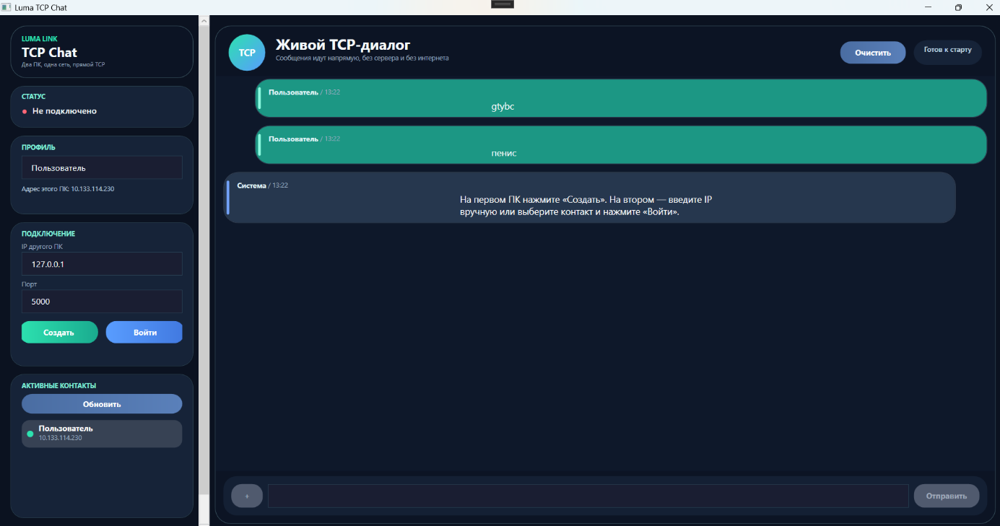 Luma TCP Chat
LUMA LINK
TCP Chat
Два ПК, одна сеть, прямой TCP
СТАТУС
Не подключено
ПРОФИЛЬ
Пользователь
Адрес этого ПК: 10.133.114.230
ПОДКЛЮЧЕНИЕ
IP другого ПК
127.0.0.1
Порт
5000
Создать
Войти
АКТИВНЫЕ КОНТАКТЫ
Обновить
Пользователь
10.133.114.230
TCP
Живой TCP-диалог
Сообщения идут напрямую, без сервера и без интернета
Очистить
Готов к старту
Пользователь / 13:22
gtybc
Пользователь / 13:22
пенис
Система / 13:22
На первом ПК нажмите «Создать». На втором — введите IP
вручную или выберите контакт и нажмите «Войти».
+
Отправить